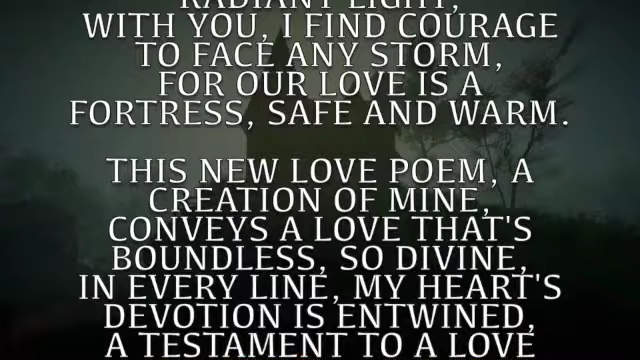 RADIANT LIGHT,
WITH YOU, I FIND COURAGE
TO FACE ANY STORM,
FOR OUR LOVE IS A
FORTRESS, SAFE AND WARM.
THIS NEW LOVE POEM, A
CREATION OF MINE,
CONVEYS A LOVE THAT'S
BOUNDLESS, SO DIVINE,
IN EVERY LINE, MY HEART'S
DEVOTION IS ENTWINED,
A TESTAMENT TO A LOVE